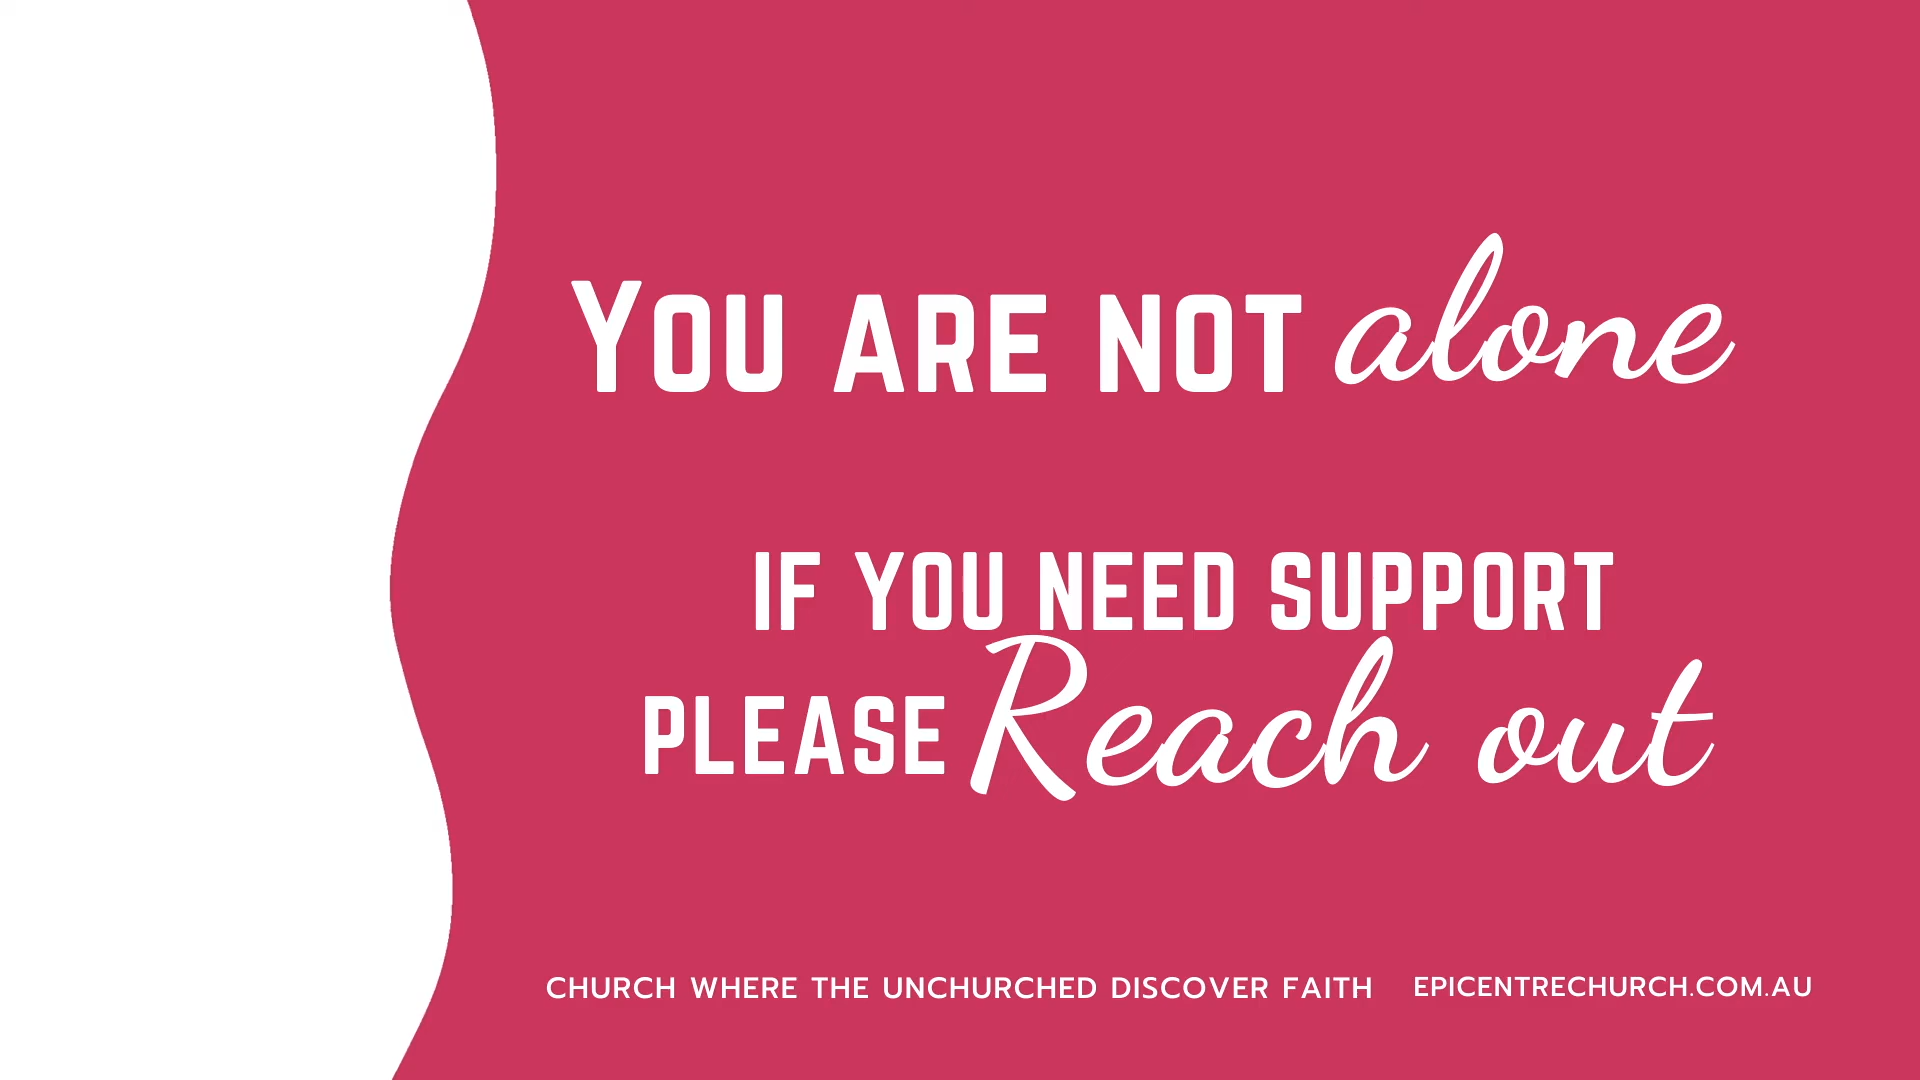 YOU ARE NOT alone
IF YOU NEED SUPPORT
PLEASE Reach out
CHURCH WHERE THE UNCHURCHED DISCOVER FAITH EPICENTRECHURCH.COM.AU